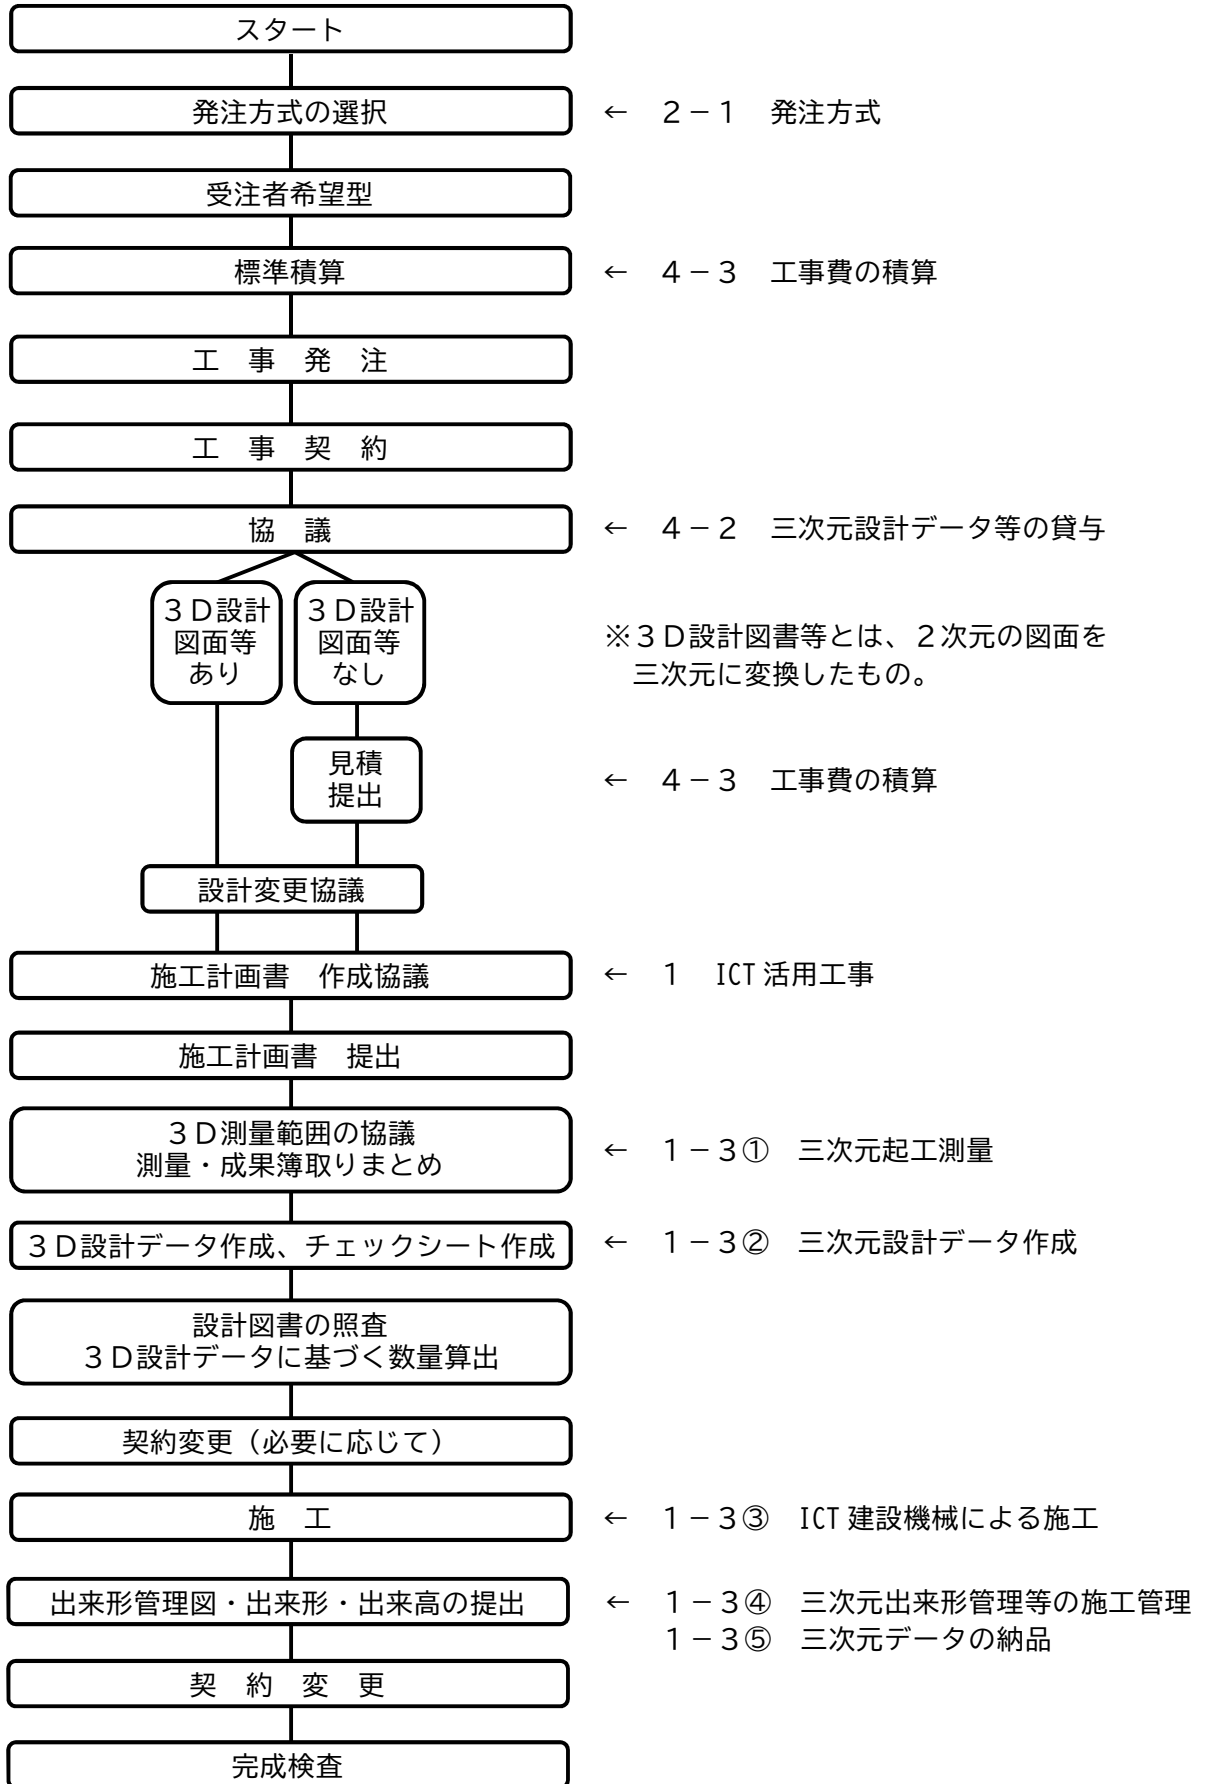 スタート
発注方式の選択
← ２－１ 発注方式
受注者希望型
標準積算
← ４－３ 工事費の積算
工 事 発 注
工 事 契 約
協 議
← ４－２ 三次元設計データ等の貸与
３Ｄ設計
図面等
あり
３Ｄ設計
図面等
なし
※３Ｄ設計図書等とは、２次元の図面を
三次元に変換したもの。
見積
提出
← ４－３ 工事費の積算
設計変更協議
施工計画書 作成協議
← １ ICT活用工事
施工計画書 提出
３Ｄ測量範囲の協議
測量・成果簿取りまとめ
← １－３① 三次元起工測量
３Ｄ設計データ作成、チェックシート作成
← １－３② 三次元設計データ作成
設計図書の照査
３Ｄ設計データに基づく数量算出
契約変更（必要に応じて）
施 工
← １－３③ ICT建設機械による施工
出来形管理図・出来形・出来高の提出
← １－３④ 三次元出来形管理等の施工管理
１－３⑤ 三次元データの納品
契 約 変 更
完成検査